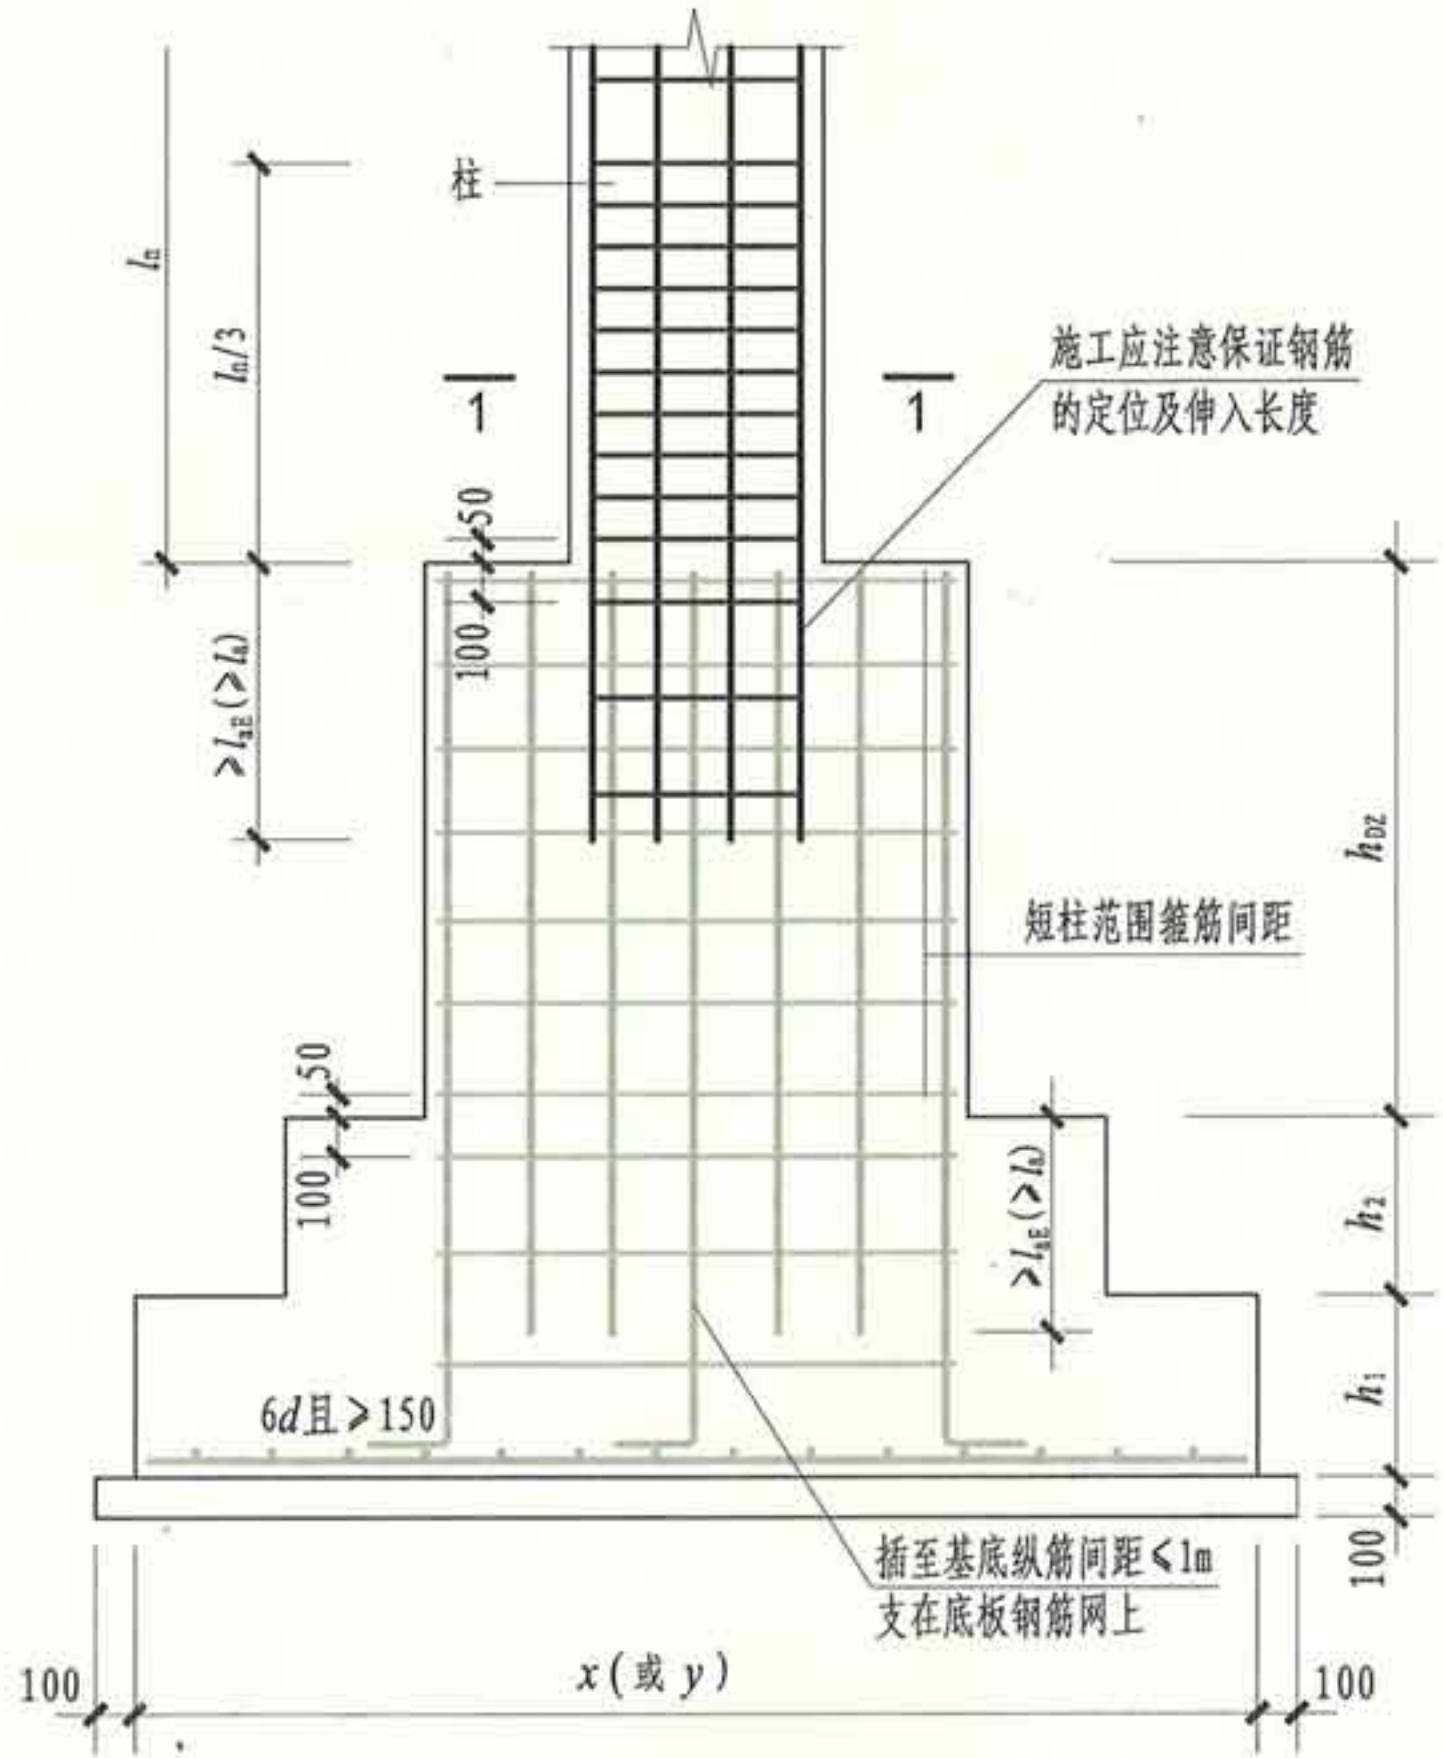 柱
ln
ln/3
施工应注意保证钢筋
的定位及伸入长度
1
1
50
100
≥laE(≥la)
hDZ
短柱范围箍筋间距
50
100
≥laE(≥la)
h2
h1
6d且≥150
插至基底纵筋间距≤1m
支在底板钢筋网上
100
100
x(或 y)
100